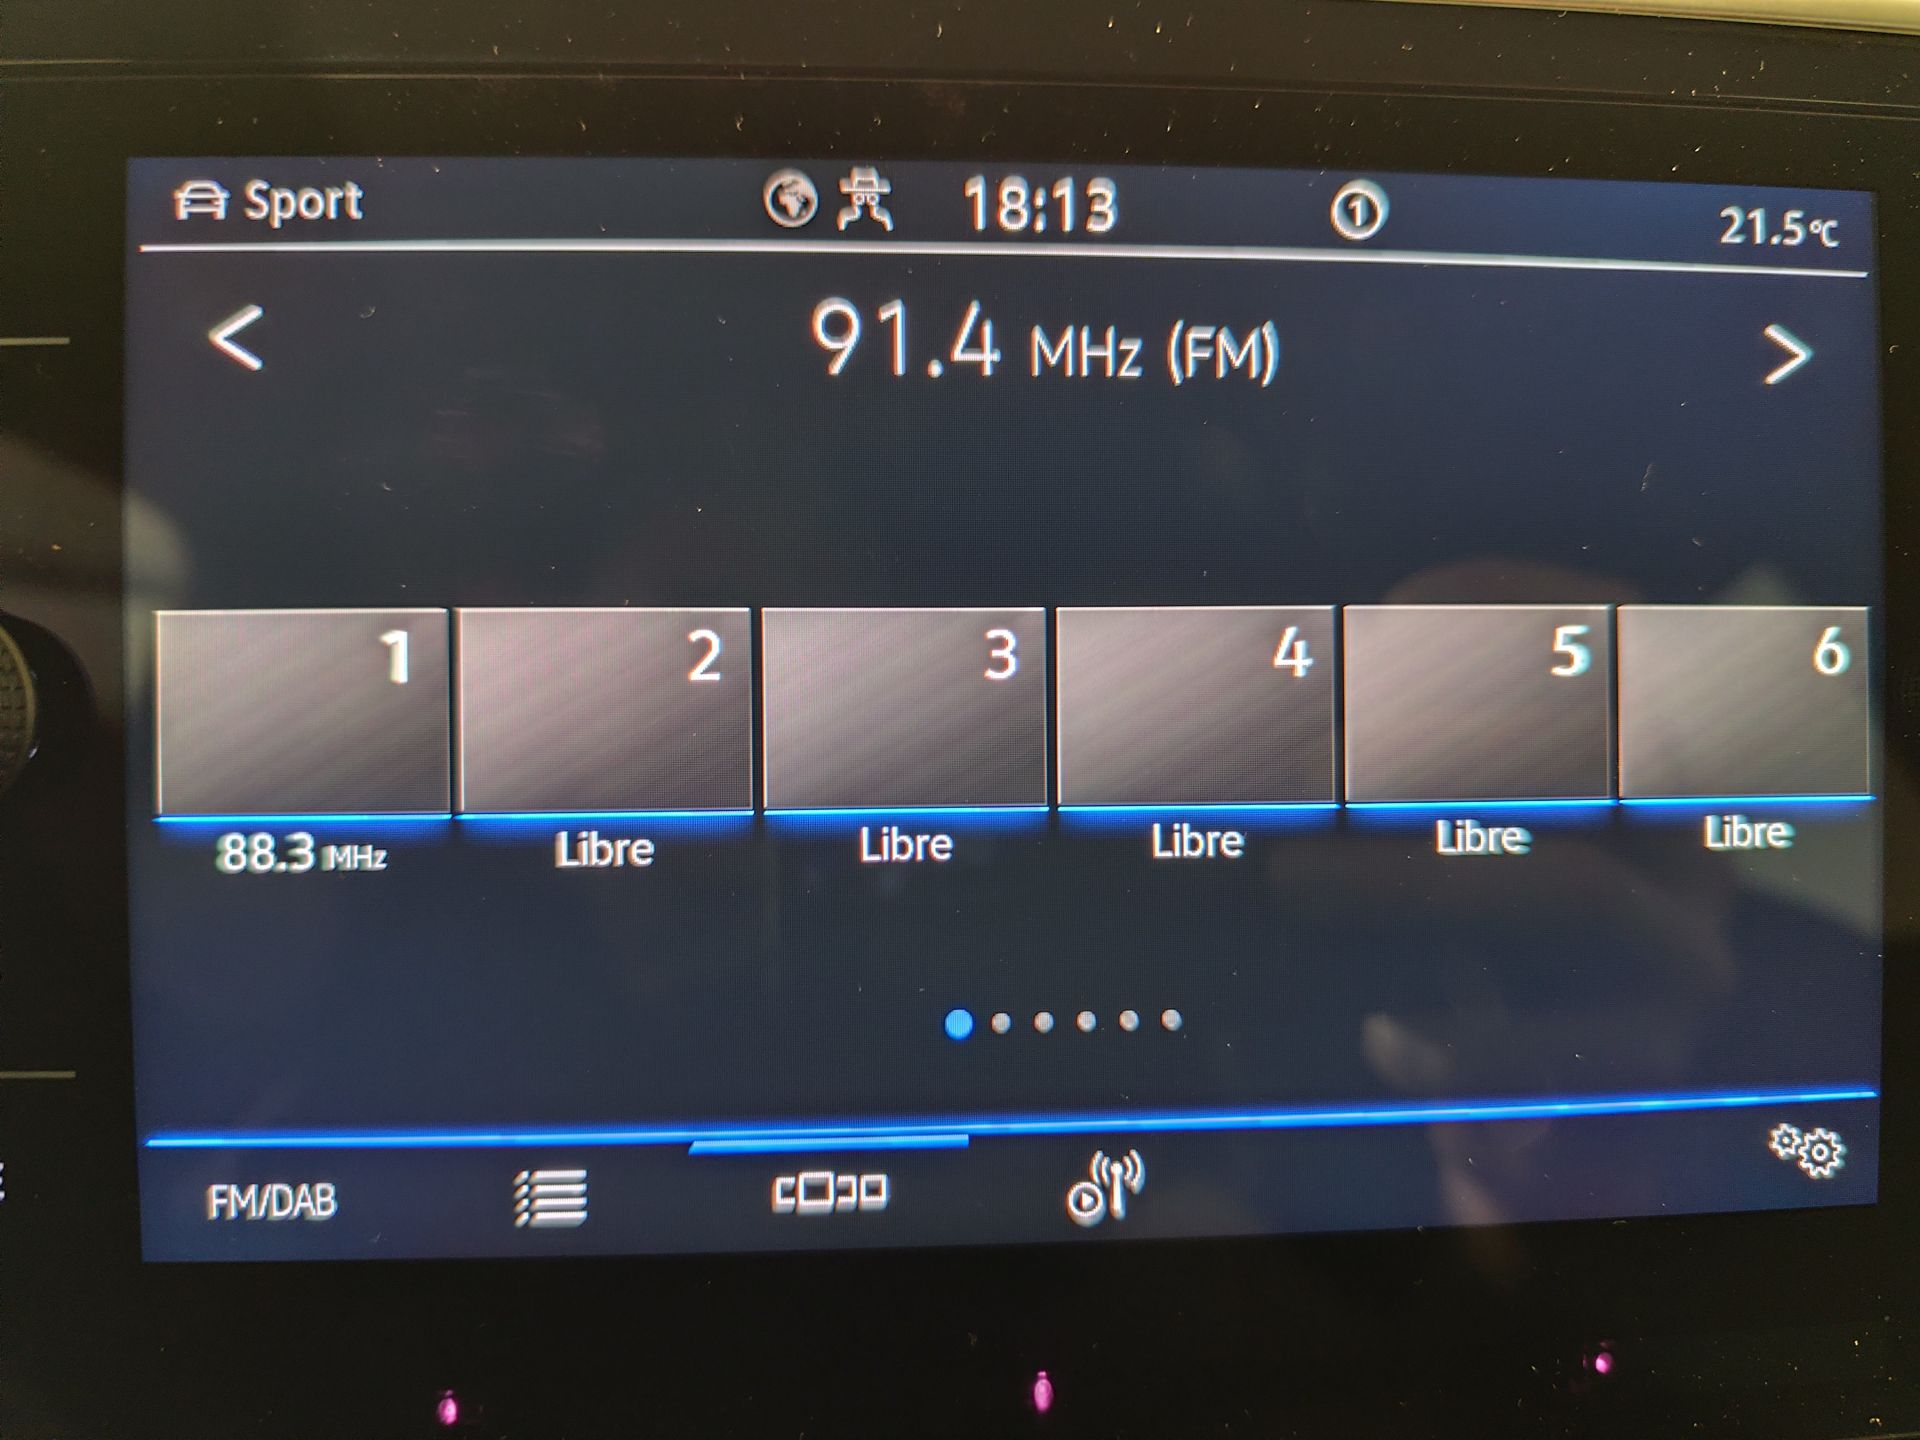 Sport 18:13 1 21.5°C
91.4 MHz (FM)
1 2 3 4 5 6
88.3 MHz Libre Libre Libre Libre Libre
FM/DAB